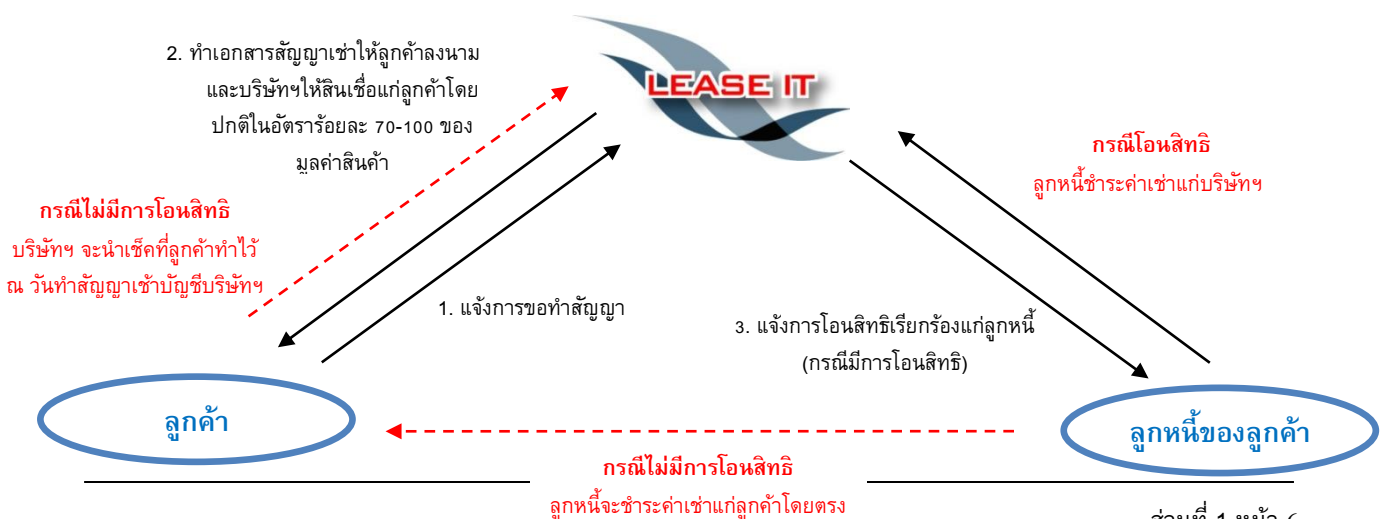 2. ทำเอกสารสัญญาเช่าให้ลูกค้าลงนาม
และบริษัทฯให้สินเชื่อแก่ลูกค้าโดย
ปกติในอัตราร้อยละ 70-100 ของ
มูลค่าสินค้า
LEASE IT
กรณีโอนสิทธิ
ลูกหนี้ชำระค่าเช่าแก่บริษัทฯ
กรณีไม่มีการโอนสิทธิ
บริษัทฯ จะนำเช็คที่ลูกค้าทำไว้
ณ วันทำสัญญาเช้าบัญชีบริษัทฯ
1. แจ้งการขอทำสัญญา
3. แจ้งการโอนสิทธิเรียกร้องแก่ลูกหนี้
(กรณีมีการโอนสิทธิ)
ลูกค้า
ลูกหนี้ของลูกค้า
กรณีไม่มีการโอนสิทธิ
ลูกหนี้จะชำระค่าเช่าแก่ลูกค้าโดยตรง
ส่วนที่ 1 หน้า 6